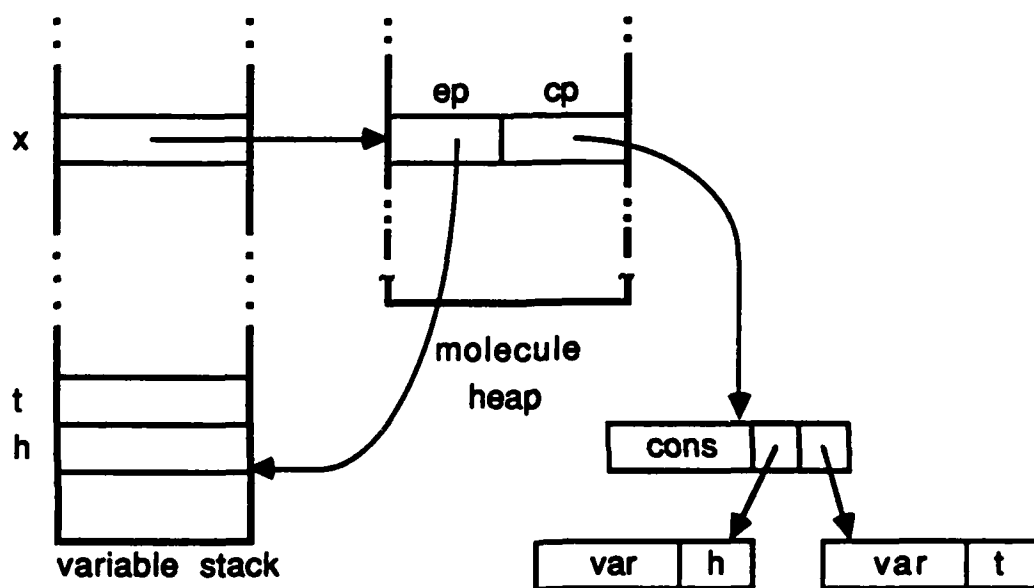 ep cp
x
molecule
heap
t
h
cons
variable stack
var h
var t